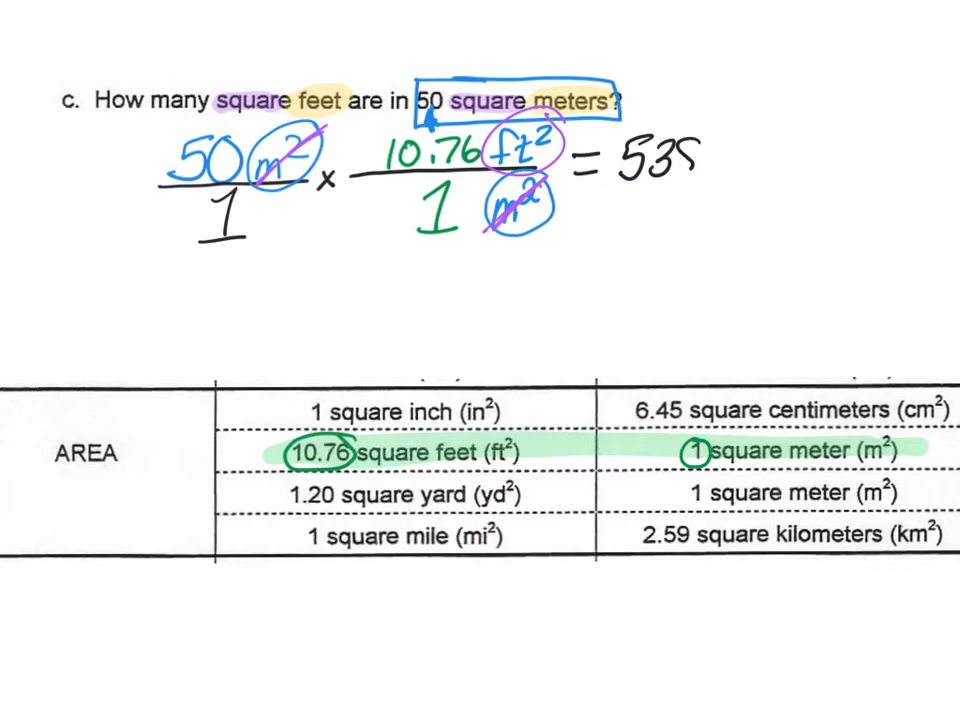 c. How many square feet are in 50 square meters?
50 m² / 1 × 10.76 ft² / 1 m² = 538
AREA
1 square inch (in²) 6.45 square centimeters (cm²)
10.76 square feet (ft²) 1 square meter (m²)
1.20 square yard (yd²) 1 square meter (m²)
1 square mile (mi²) 2.59 square kilometers (km²)